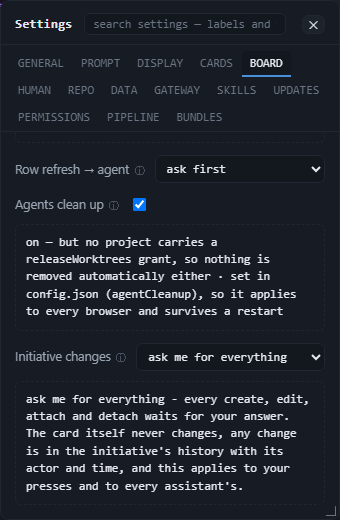 Settings search settings — labels and ×
GENERAL PROMPT DISPLAY CARDS BOARD
HUMAN REPO DATA GATEWAY SKILLS UPDATES
PERMISSIONS PIPELINE BUNDLES
Row refresh → agent ⓘ ask first
Agents clean up ⓘ
on — but no project carries a
releaseWorktrees grant, so nothing is
removed automatically either · set in
config.json (agentCleanup), so it applies
to every browser and survives a restart
Initiative changes ⓘ ask me for everything
ask me for everything - every create, edit,
attach and detach waits for your answer.
The card itself never changes, any change
is in the initiative's history with its
actor and time, and this applies to your
presses and to every assistant's.